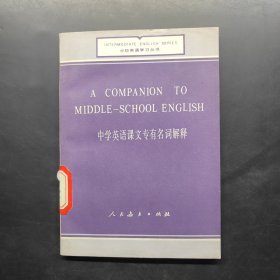 INTERMEDIATE ENGLISH SERIES
中级英语学习丛书
A COMPANION TO
MIDDLE-SCHOOL ENGLISH
中学英语课文专有名词解释
人民教育出版社